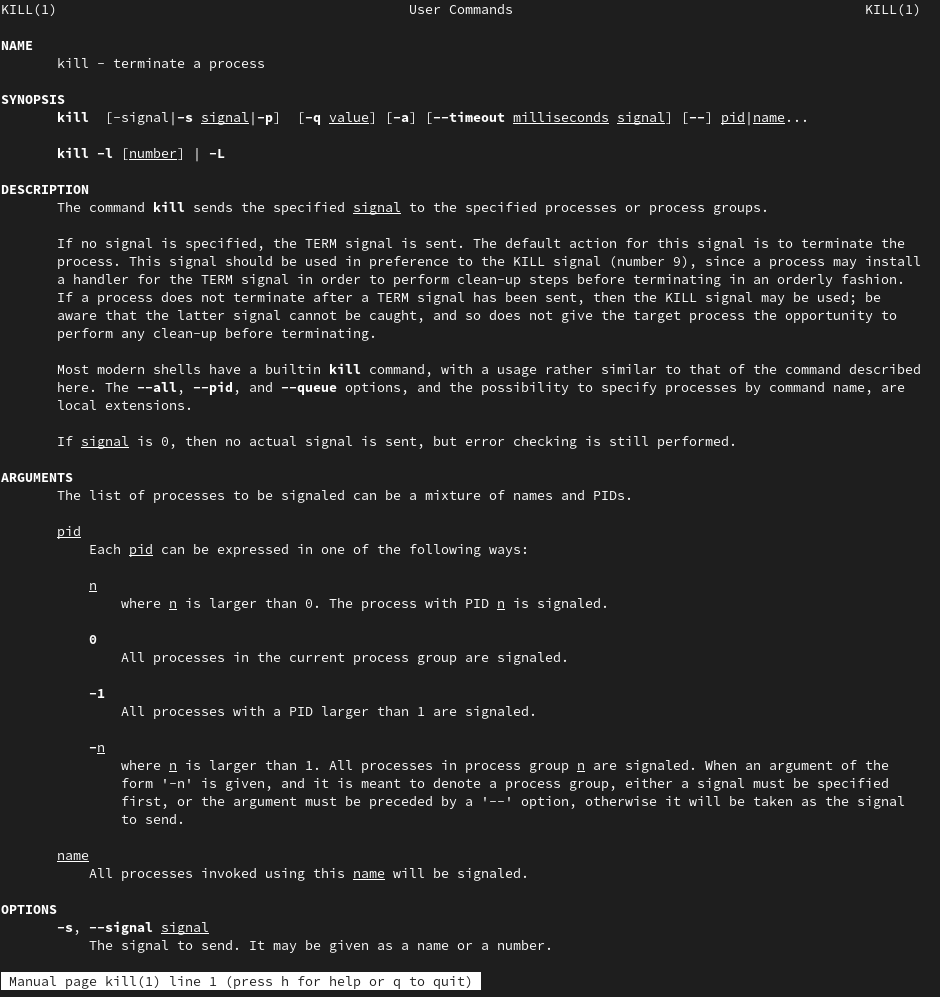 KILL(1) User Commands KILL(1)
NAME
kill - terminate a process
SYNOPSIS
kill [-signal|-s signal|-p] [-q value] [-a] [--timeout milliseconds signal] [--] pid|name...
kill -l [number] | -L
DESCRIPTION
The command kill sends the specified signal to the specified processes or process groups.
If no signal is specified, the TERM signal is sent. The default action for this signal is to terminate the
process. This signal should be used in preference to the KILL signal (number 9), since a process may install
a handler for the TERM signal in order to perform clean-up steps before terminating in an orderly fashion.
If a process does not terminate after a TERM signal has been sent, then the KILL signal may be used; be
aware that the latter signal cannot be caught, and so does not give the target process the opportunity to
perform any clean-up before terminating.
Most modern shells have a builtin kill command, with a usage rather similar to that of the command described
here. The --all, --pid, and --queue options, and the possibility to specify processes by command name, are
local extensions.
If signal is 0, then no actual signal is sent, but error checking is still performed.
ARGUMENTS
The list of processes to be signaled can be a mixture of names and PIDs.
pid
Each pid can be expressed in one of the following ways:
n
where n is larger than 0. The process with PID n is signaled.
0
All processes in the current process group are signaled.
-1
All processes with a PID larger than 1 are signaled.
-n
where n is larger than 1. All processes in process group n are signaled. When an argument of the
form '-n' is given, and it is meant to denote a process group, either a signal must be specified
first, or the argument must be preceded by a '--' option, otherwise it will be taken as the signal
to send.
name
All processes invoked using this name will be signaled.
OPTIONS
-s, --signal signal
The signal to send. It may be given as a name or a number.
Manual page kill(1) line 1 (press h for help or q to quit)